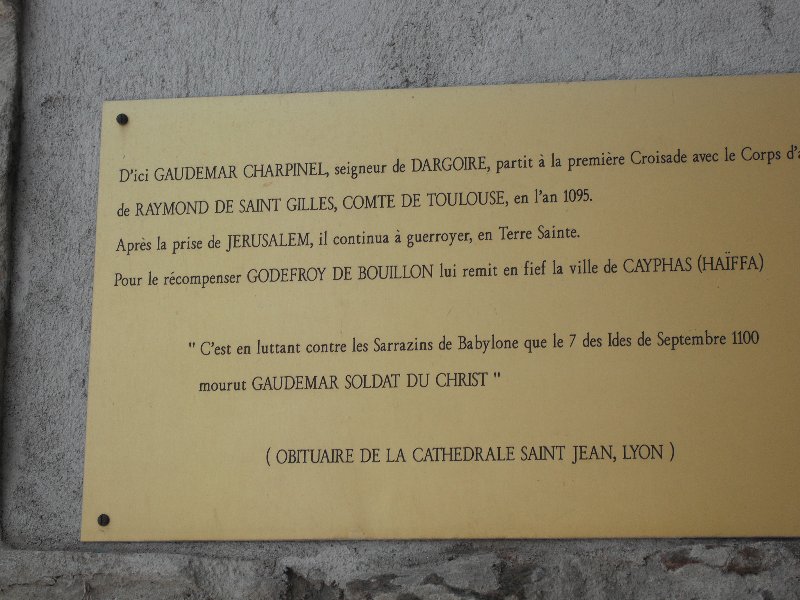 D'ici GAUDEMAR CHARPINEL, seigneur de DARGOIRE, partit à la première Croisade avec le Corps
de RAYMOND DE SAINT GILLES, COMTE DE TOULOUSE, en l'an 1095.
Après la prise de JERUSALEM, il continua à guerroyer, en Terre Sainte.
Pour le récompenser GODEFROY DE BOUILLON lui remit en fief la ville de CAYPHAS (HAÏFFA)
" C'est en luttant contre les Sarrazins de Babylone que le 7 des Ides de Septembre 1100
mourut GAUDEMAR SOLDAT DU CHRIST "
( OBITUAIRE DE LA CATHEDRALE SAINT JEAN, LYON )